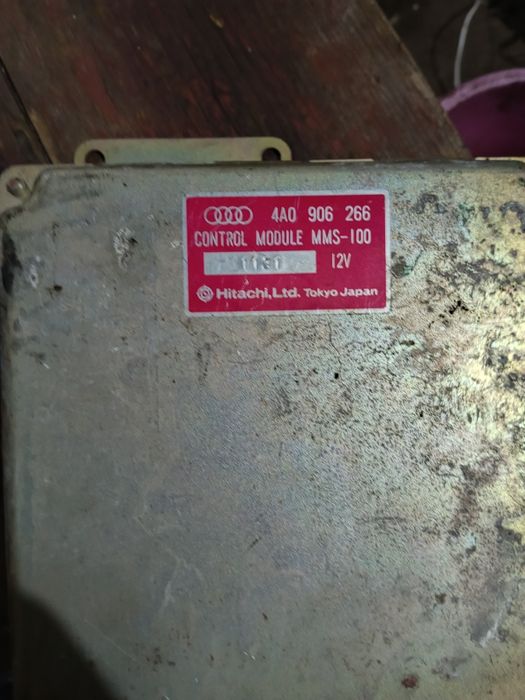 4A0 906 266
CONTROL MODULE MMS-100
12V
Hitachi, Ltd. Tokyo Japan